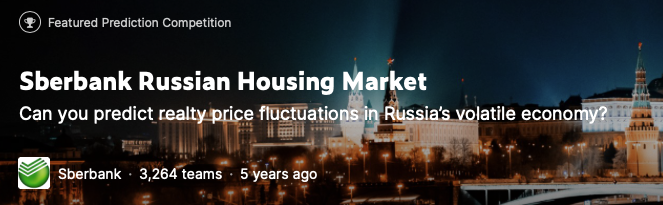 Featured Prediction Competition
Sberbank Russian Housing Market
Can you predict realty price fluctuations in Russia's volatile economy?
Sberbank · 3,264 teams · 5 years ago